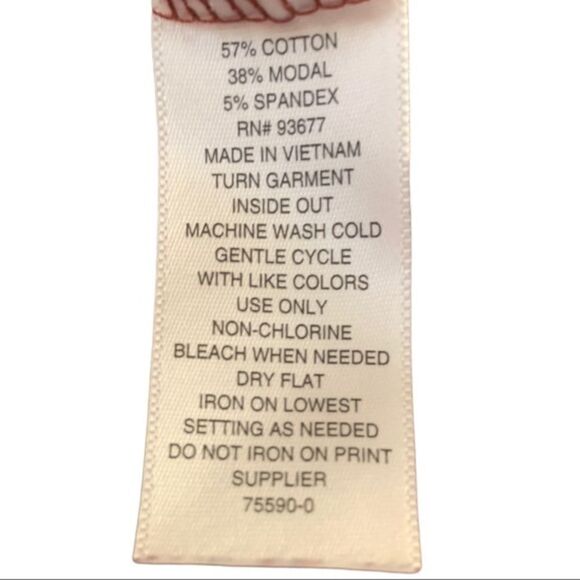 57% COTTON
38% MODAL
5% SPANDEX
RN# 93677
MADE IN VIETNAM
TURN GARMENT
INSIDE OUT
MACHINE WASH COLD
GENTLE CYCLE
WITH LIKE COLORS
USE ONLY
NON-CHLORINE
BLEACH WHEN NEEDED
DRY FLAT
IRON ON LOWEST
SETTING AS NEEDED
DO NOT IRON ON PRINT
SUPPLIER
75590-0